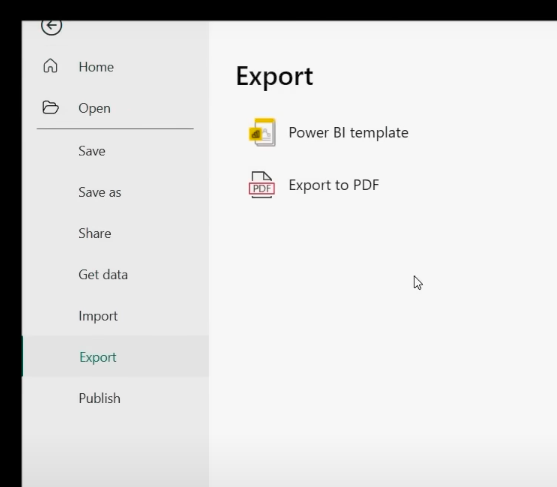 Home
Open
Save
Save as
Share
Get data
Import
Export
Publish
Export
Power BI template
PDF
Export to PDF